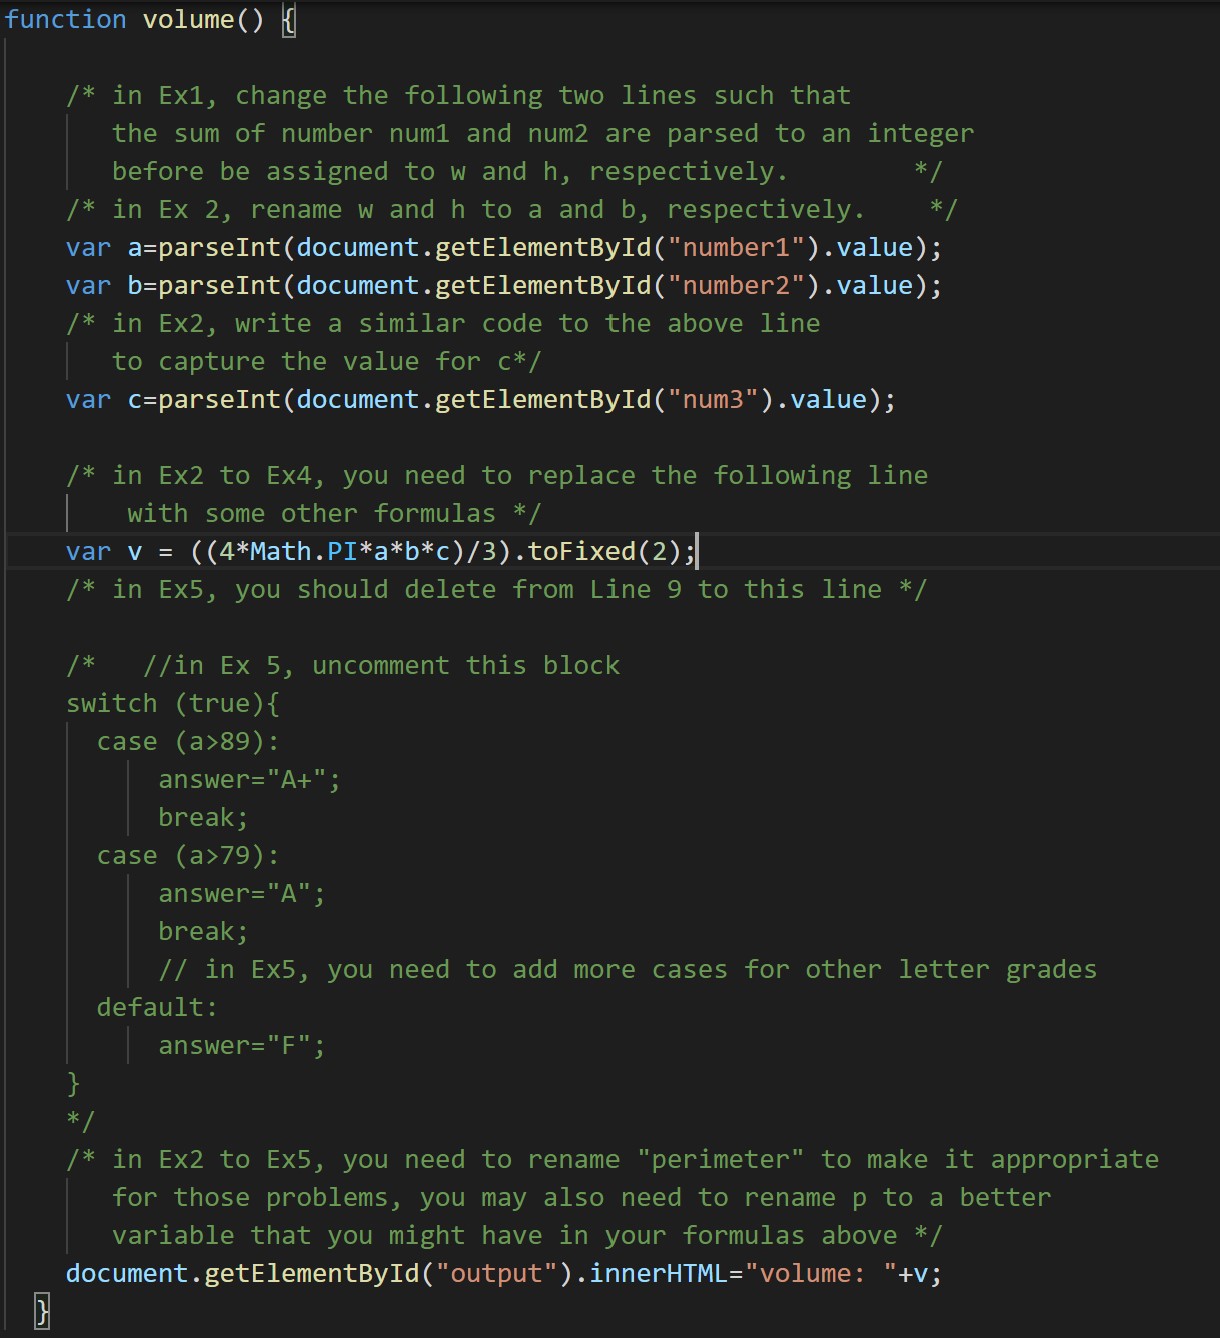 function volume() {
/* in Ex1, change the following two lines such that
the sum of number num1 and num2 are parsed to an integer
before be assigned to w and h, respectively. */
/* in Ex 2, rename w and h to a and b, respectively. */
var a=parseInt(document.getElementById("number1").value);
var b=parseInt(document.getElementById("number2").value);
/* in Ex2, write a similar code to the above line
to capture the value for c*/
var c=parseInt(document.getElementById("num3").value);
/* in Ex2 to Ex4, you need to replace the following line
with some other formulas */
var v = ((4*Math.PI*a*b*c)/3).toFixed(2);
/* in Ex5, you should delete from Line 9 to this line */
/* //in Ex 5, uncomment this block
switch (true){
case (a>89):
answer="A+";
break;
case (a>79):
answer="A";
break;
// in Ex5, you need to add more cases for other letter grades
default:
answer="F";
}
*/
/* in Ex2 to Ex5, you need to rename "perimeter" to make it appropriate
for those problems, you may also need to rename p to a better
variable that you might have in your formulas above */
document.getElementById("output").innerHTML="volume: "+v;
}